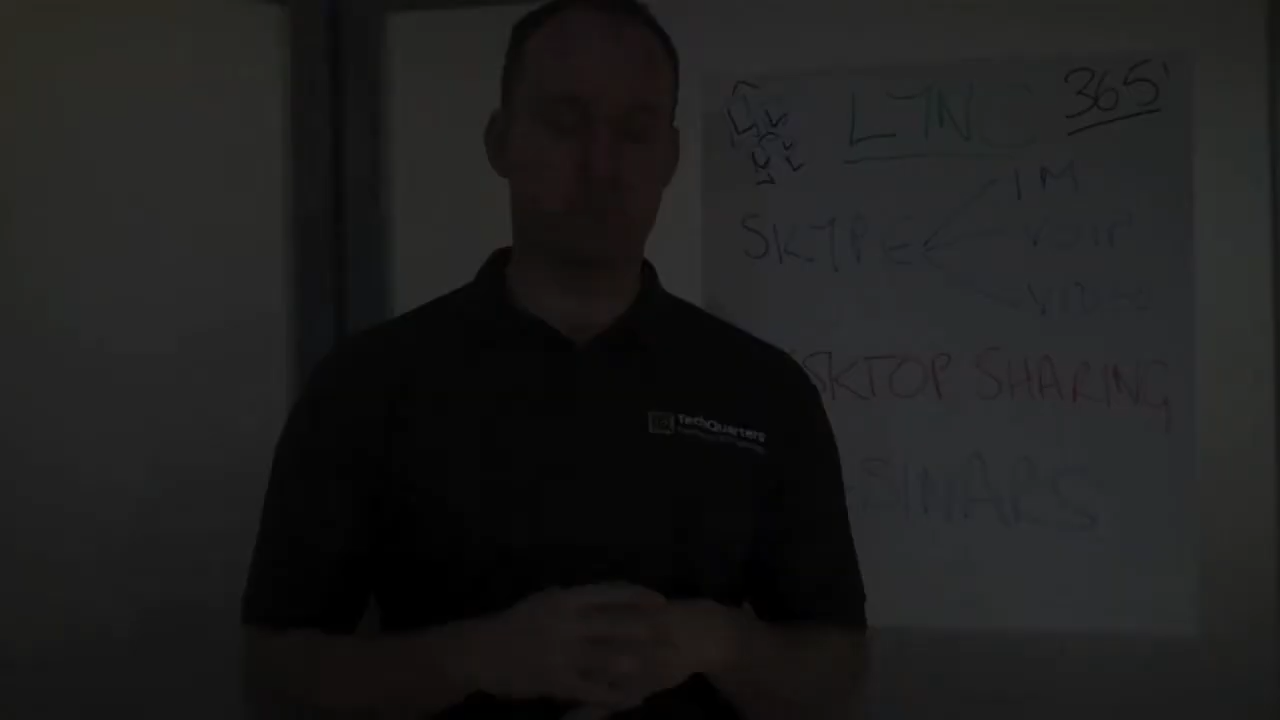 LYNC 365'
SKYPE
IM
VOIP
VIDEO
SKTOP SHARING
BINARS
TechQuarters